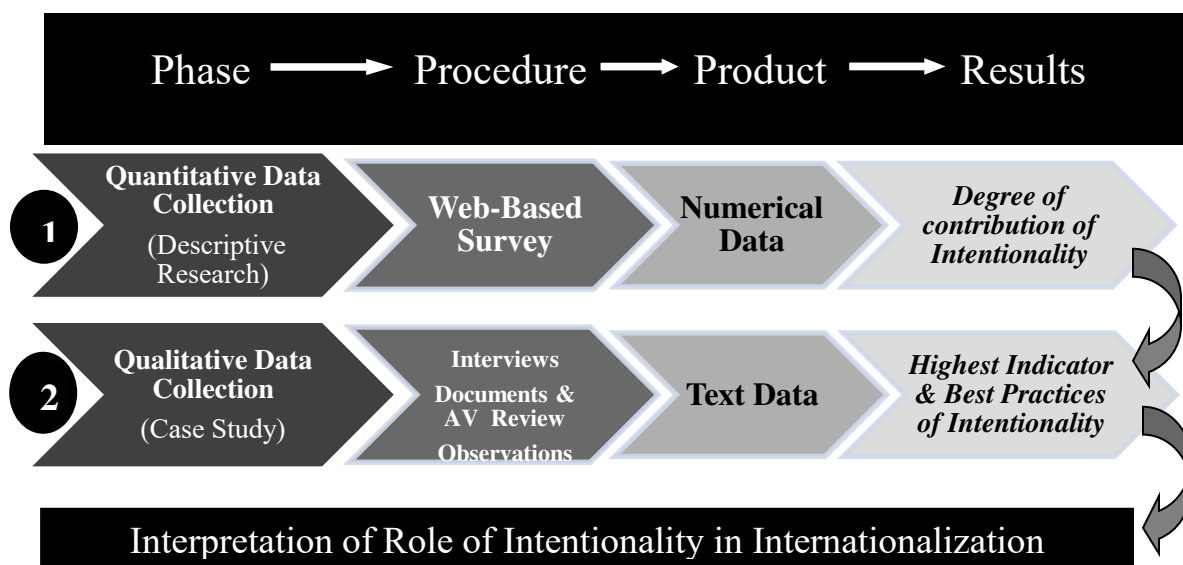 Phase Procedure Product Results
1
Quantitative Data
Collection
(Descriptive
Research)
Web-Based
Survey
Numerical
Data
Degree of
contribution of
Intentionality
2
Qualitative Data
Collection
(Case Study)
Interviews
Documents &
AV Review
Observations
Text Data
Highest Indicator
& Best Practices
of Intentionality
Interpretation of Role of Intentionality in Internationalization